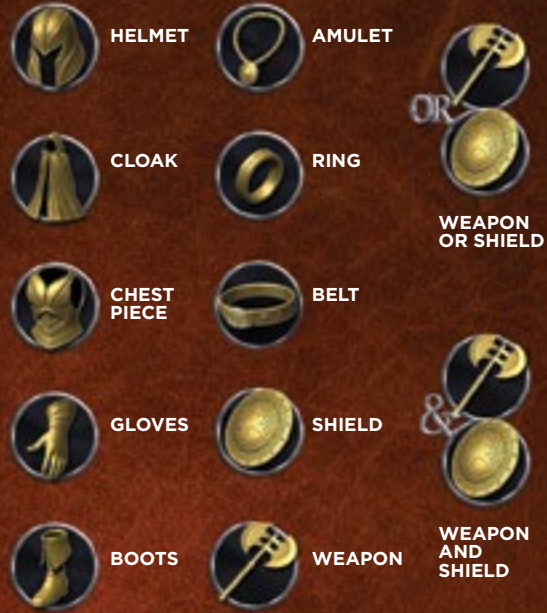 HELMET
CLOAK
CHEST
PIECE
GLOVES
BOOTS
AMULET
RING
BELT
SHIELD
WEAPON
OR
WEAPON
OR SHIELD
&
WEAPON
AND
SHIELD